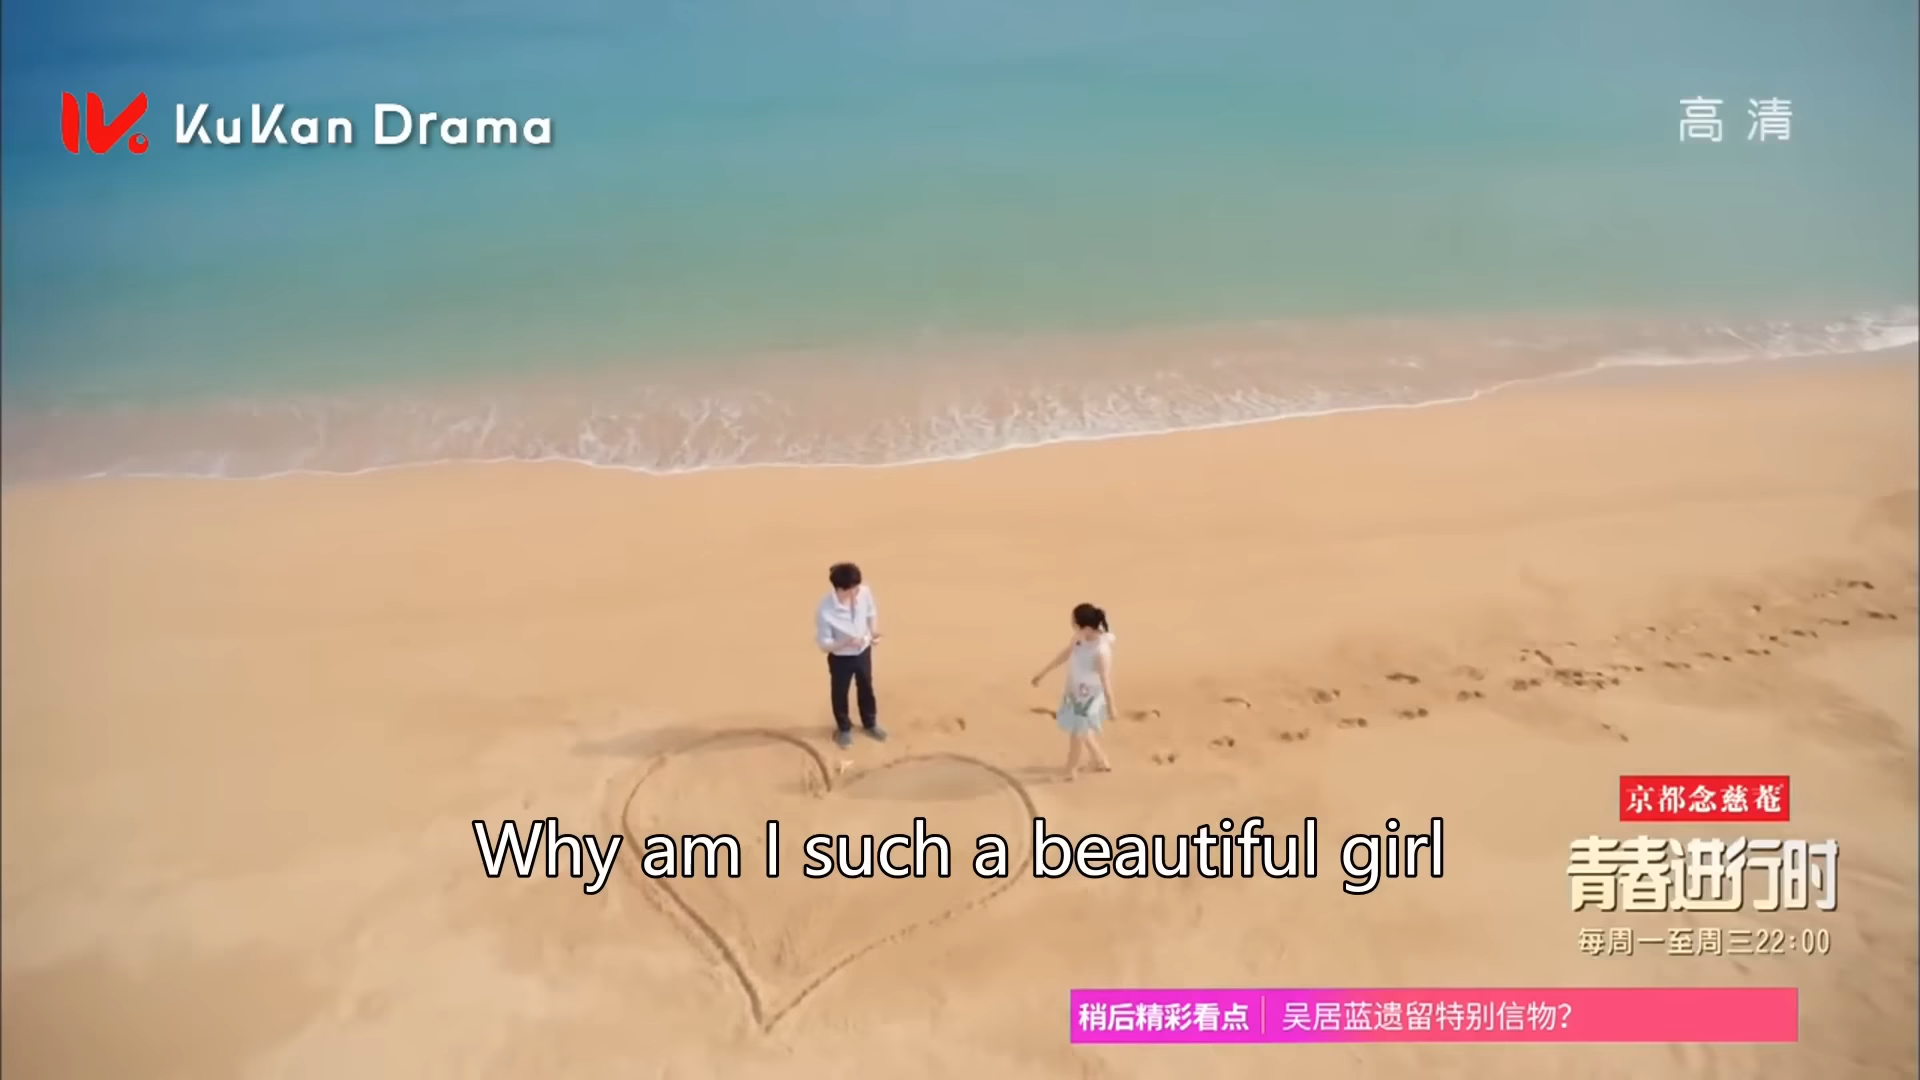 KuKan Drama
高清
Why am I such a beautiful girl
京都念慈菴
青春进行时
每周一至周三22:00
稍后精彩看点 | 吴居蓝遗留特别信物?